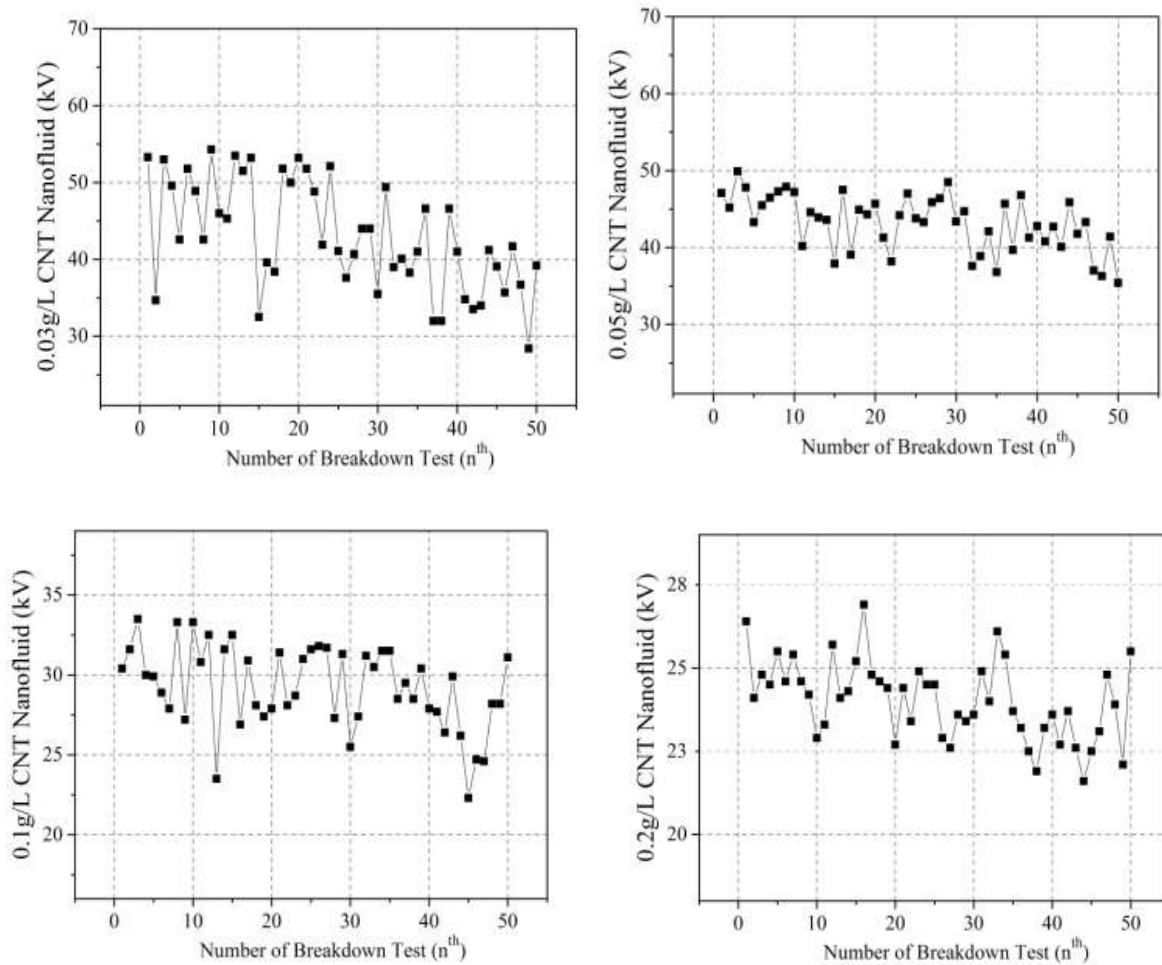 0.03g/L CNT Nanofluid (kV)
70
60
50
40
30
0 10 20 30 40 50
Number of Breakdown Test (nth)
0.05g/L CNT Nanofluid (kV)
70
60
50
40
30
0 10 20 30 40 50
Number of Breakdown Test (nth)
0.1g/L CNT Nanofluid (kV)
35
30
25
20
0 10 20 30 40 50
Number of Breakdown Test (nth)
0.2g/L CNT Nanofluid (kV)
28
25
23
20
0 10 20 30 40 50
Number of Breakdown Test (nth)